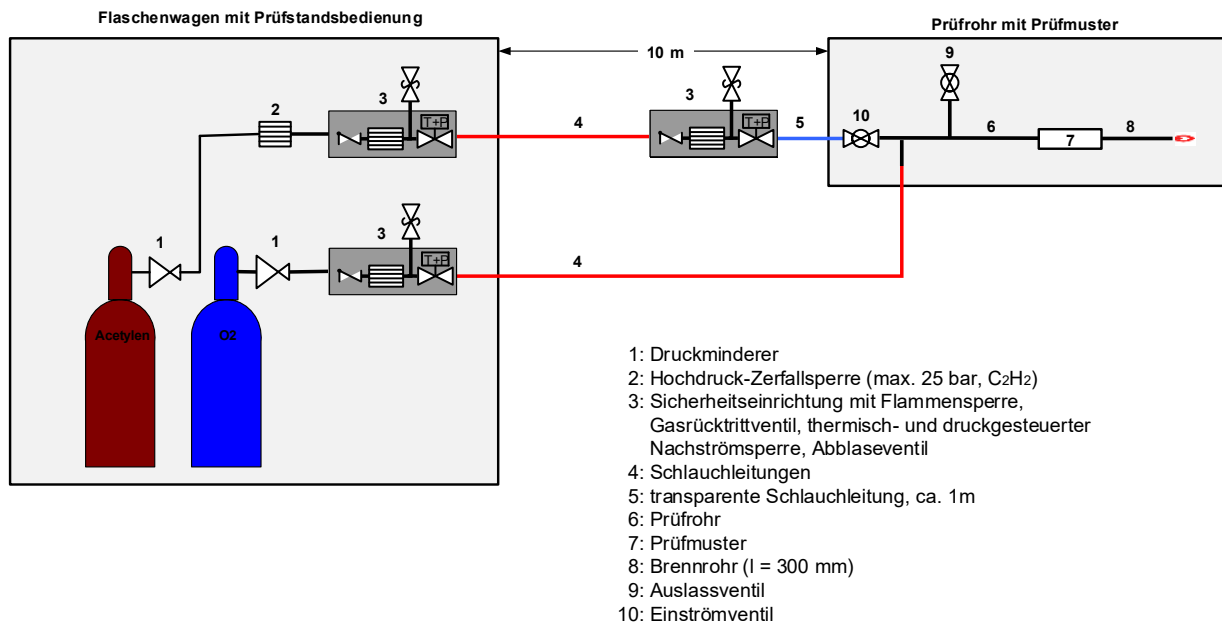 Flaschenwagen mit Prüfstandsbedienung
Prüfrohr mit Prüfmuster
10 m
9
2
3
T+P
4
3
T+P
5
10
6
7
8
1
1
3
T+P
4
Acetylen
O2
1: Druckminderer
2: Hochdruck-Zerfallsperre (max. 25 bar, C2H2)
3: Sicherheitseinrichtung mit Flammensperre,
Gasrücktrittventil, thermisch- und druckgesteuerter
Nachströmsperre, Abblaseventil
4: Schlauchleitungen
5: transparente Schlauchleitung, ca. 1m
6: Prüfrohr
7: Prüfmuster
8: Brennrohr (l = 300 mm)
9: Auslassventil
10: Einströmventil